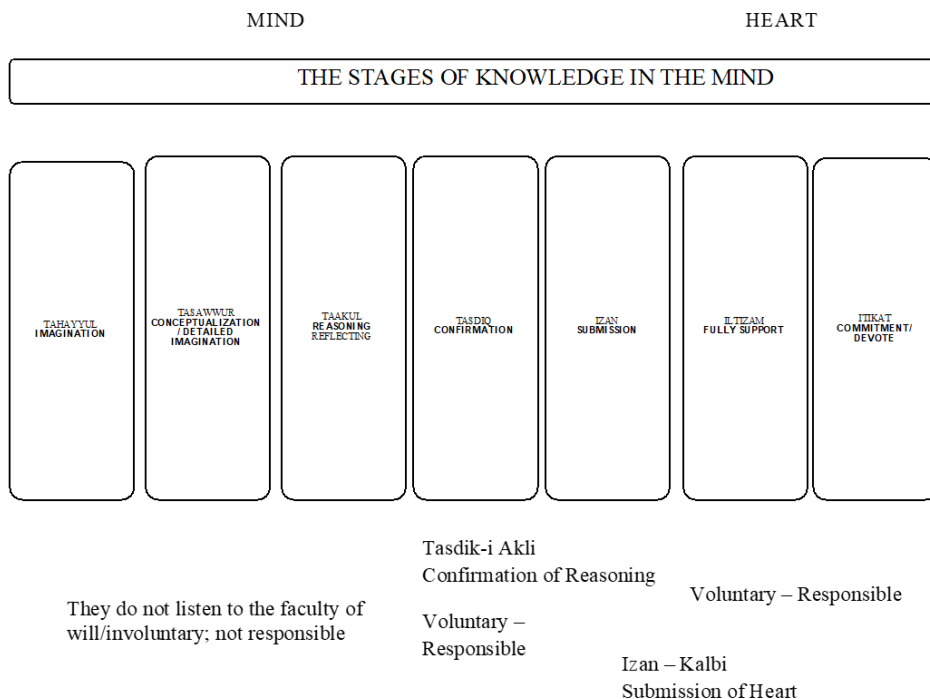 MIND
HEART
THE STAGES OF KNOWLEDGE IN THE MIND
TAHAYYUL
IMAGINATION
TASAWWUR
CONCEPTUALIZATION
/ DETAILED
IMAGINATION
TAAKUL
REASONING
REFLECTING
TASDIQ
CONFIRMATION
IZAN
SUBMISSION
ILTIZAM
FULLY SUPPORT
ITIKAT
COMMITMENT/
DEVOTE
They do not listen to the faculty of
will/involuntary; not responsible
Tasdik-i Akli
Confirmation of Reasoning
Voluntary –
Responsible
Voluntary – Responsible
Izan – Kalbi
Submission of Heart